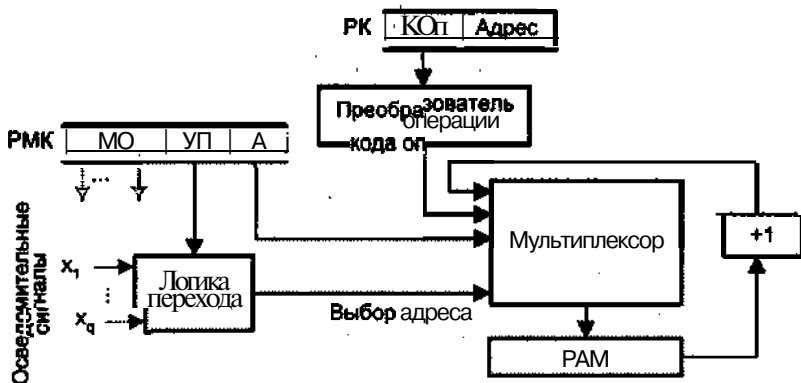 РК КОп Адрес
Преобразователь
кода операции
РМК МО УП А
...
Осведомительные
сигналы
x₁
...
x_q
Логика
перехода
Выбор адреса
Мультиплексор
+1
РАМ